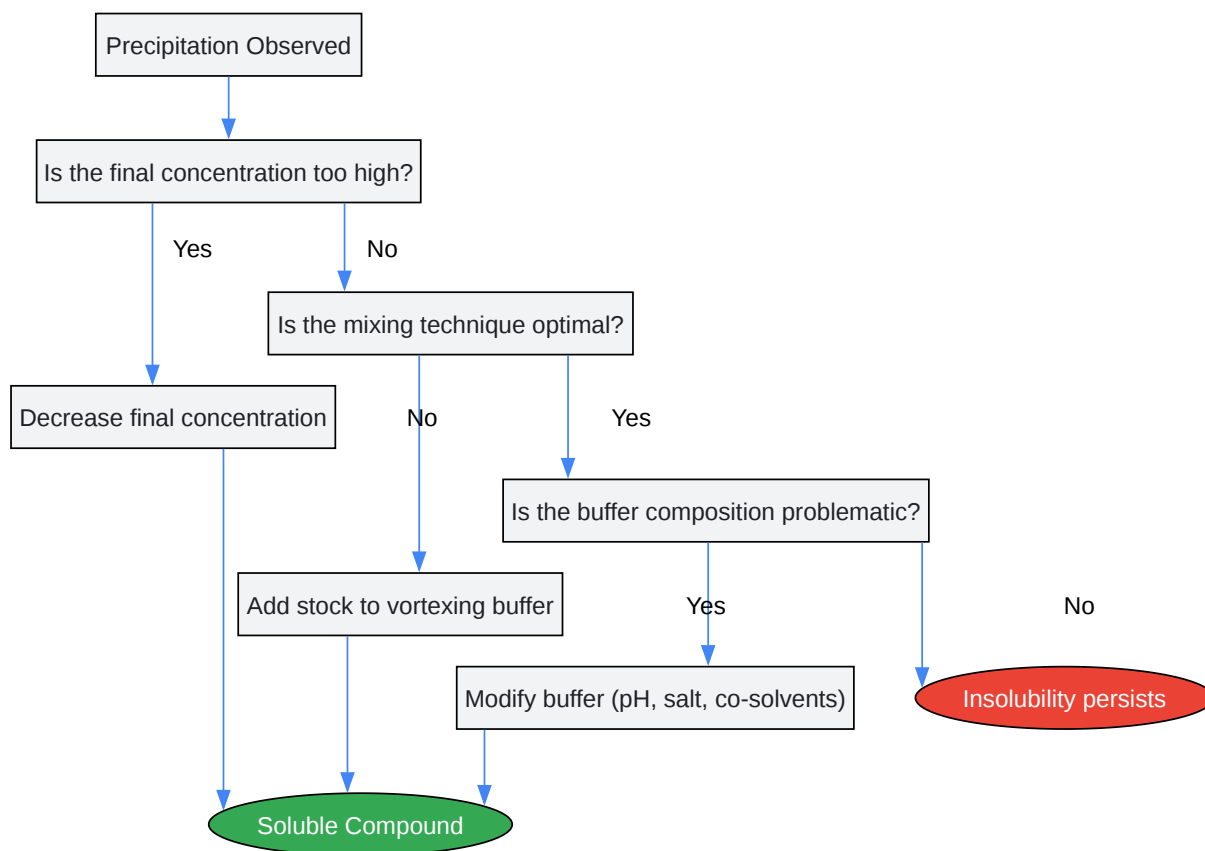 Precipitation Observed
Is the final concentration too high?
Yes
No
Is the mixing technique optimal?
Decrease final concentration
No
Yes
Is the buffer composition problematic?
Add stock to vortexing buffer
Yes
No
Modify buffer (pH, salt, co-solvents)
Insolubility persists
Soluble Compound